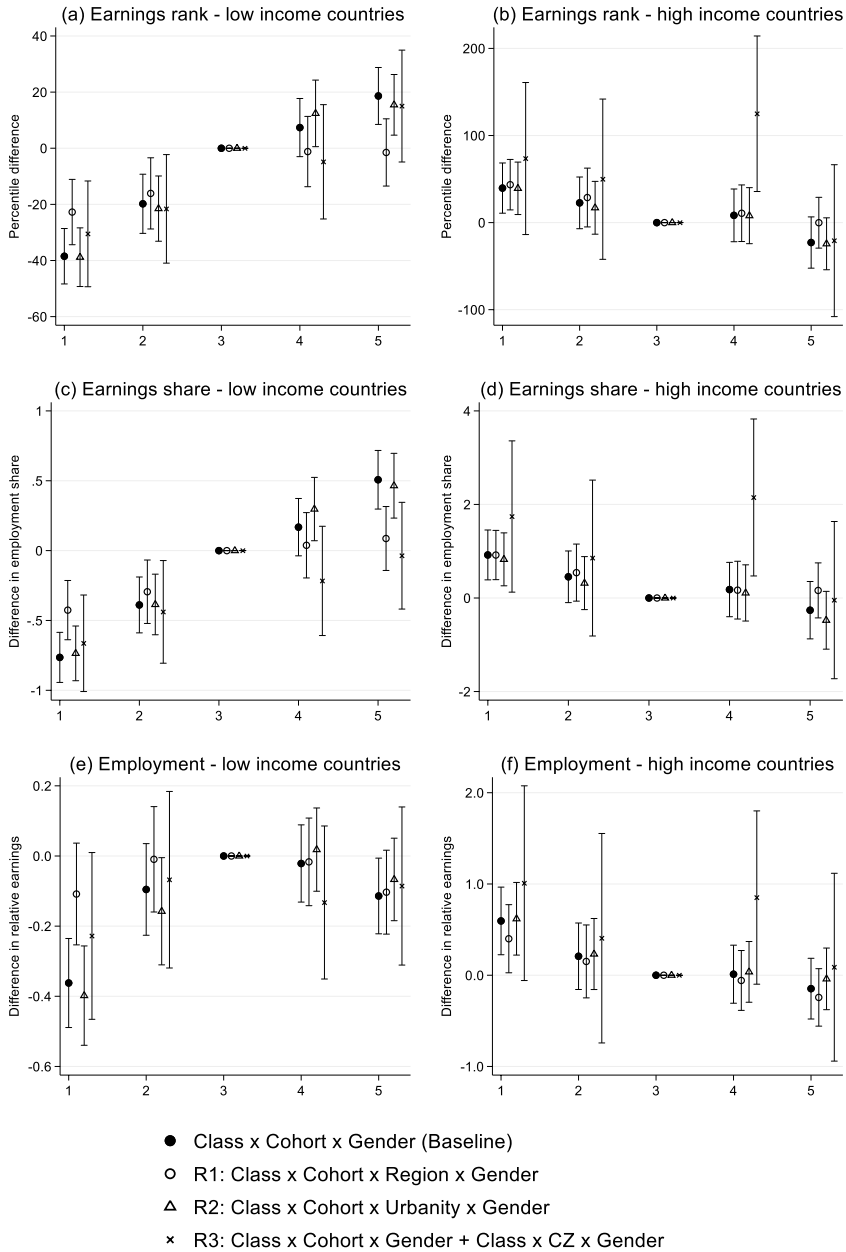 (a) Earnings rank - low income countries
Percentile difference
40
20
0
-20
-40
-60
1 2 3 4 5
(b) Earnings rank - high income countries
Percentile difference
200
100
0
-100
1 2 3 4 5
(c) Earnings share - low income countries
Difference in employment share
1
.5
0
-.5
-1
1 2 3 4 5
(d) Earnings share - high income countries
Difference in employment share
4
2
0
-2
1 2 3 4 5
(e) Employment - low income countries
Difference in relative earnings
0.2
0.0
-0.2
-0.4
-0.6
1 2 3 4 5
(f) Employment - high income countries
Difference in relative earnings
2.0
1.0
0.0
-1.0
1 2 3 4 5
Class x Cohort x Gender (Baseline)
R1: Class x Cohort x Region x Gender
R2: Class x Cohort x Urbanity x Gender
R3: Class x Cohort x Gender + Class x CZ x Gender